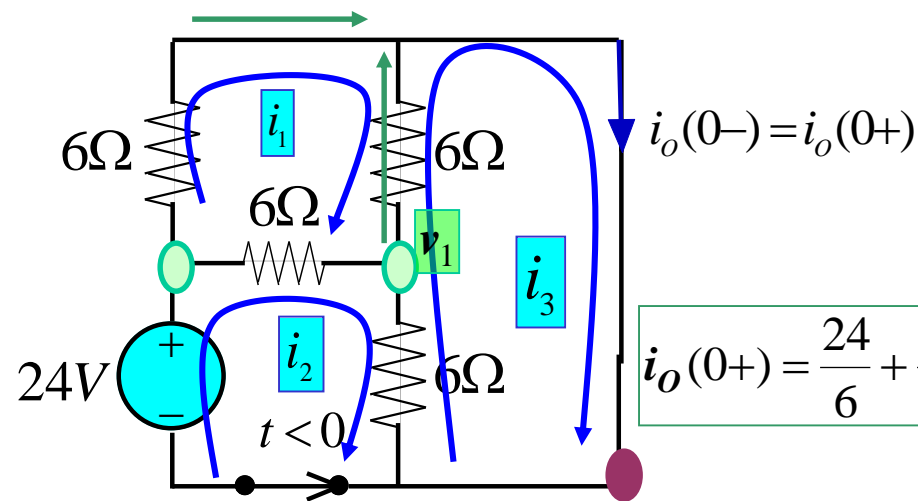 i₁
6Ω
6Ω
6Ω
v₁
i₃
i₂
6Ω
24V
+
−
t < 0
iₒ(0−) = iₒ(0+)
iₒ(0+) = 24/6 +